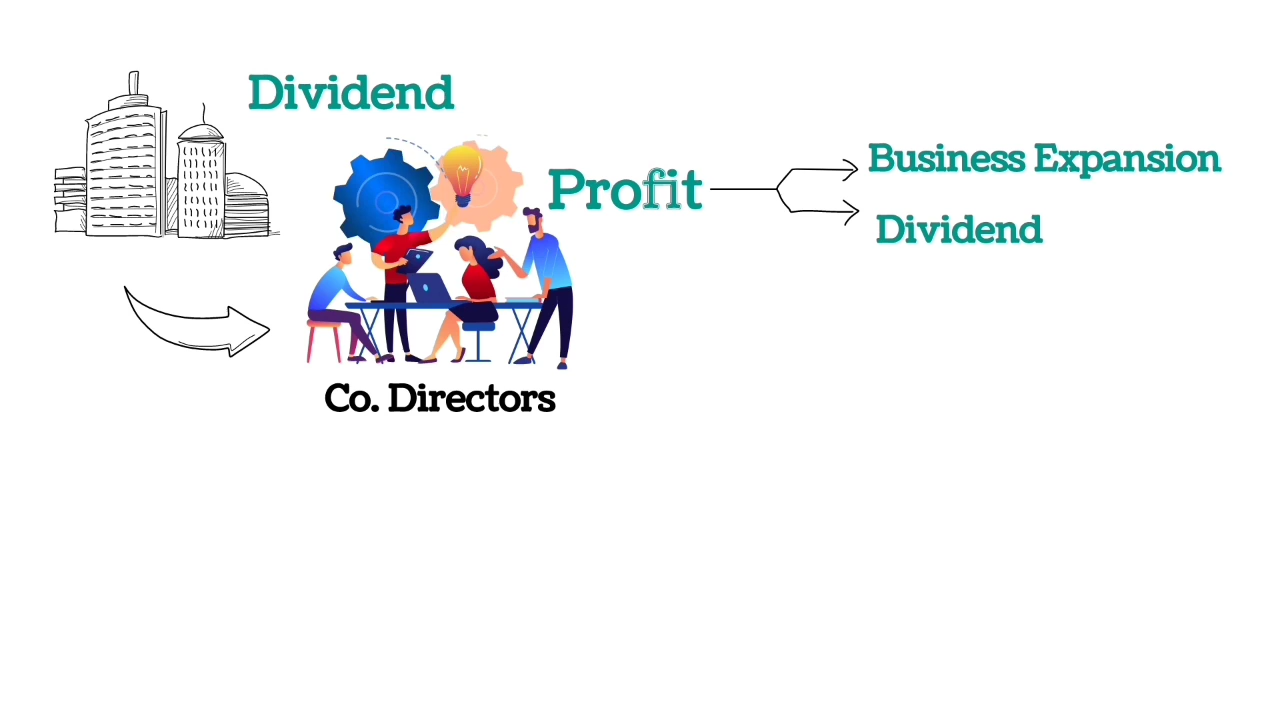 Dividend
Profit
Business Expansion
Dividend
Co. Directors